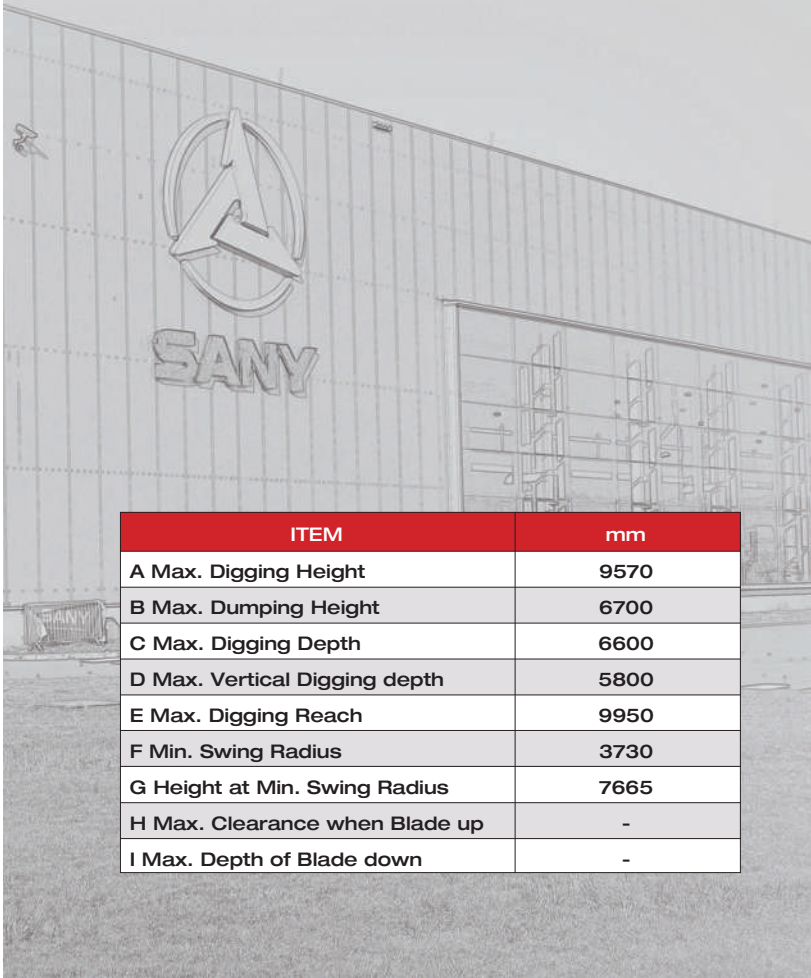 SANY
SANY
ITEM mm
A Max. Digging Height 9570
B Max. Dumping Height 6700
C Max. Digging Depth 6600
D Max. Vertical Digging depth 5800
E Max. Digging Reach 9950
F Min. Swing Radius 3730
G Height at Min. Swing Radius 7665
H Max. Clearance when Blade up -
I Max. Depth of Blade down -